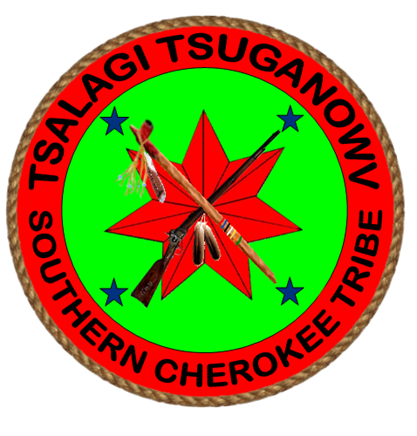 TSALAGI TSUGANOWV
SOUTHERN CHEROKEE TRIBE